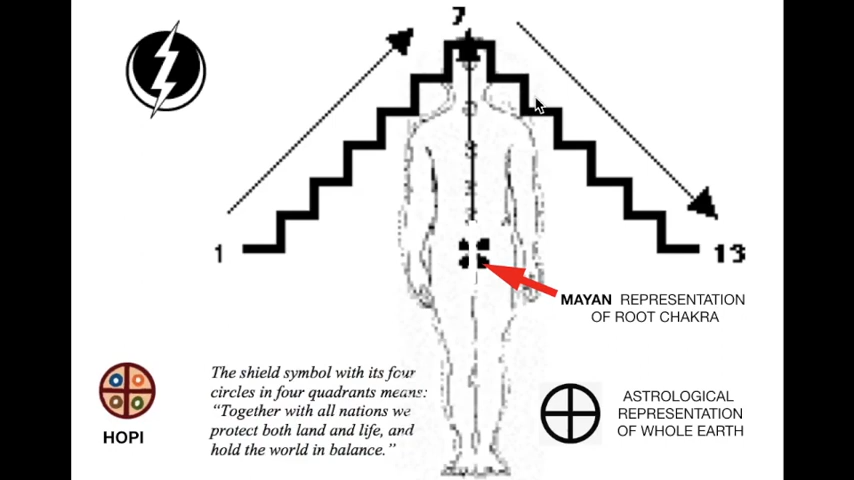 7
1
13
MAYAN REPRESENTATION
OF ROOT CHAKRA
The shield symbol with its four
circles in four quadrants means:
“Together with all nations we
protect both land and life, and
hold the world in balance.”
HOPI
ASTROLOGICAL
REPRESENTATION
OF WHOLE EARTH